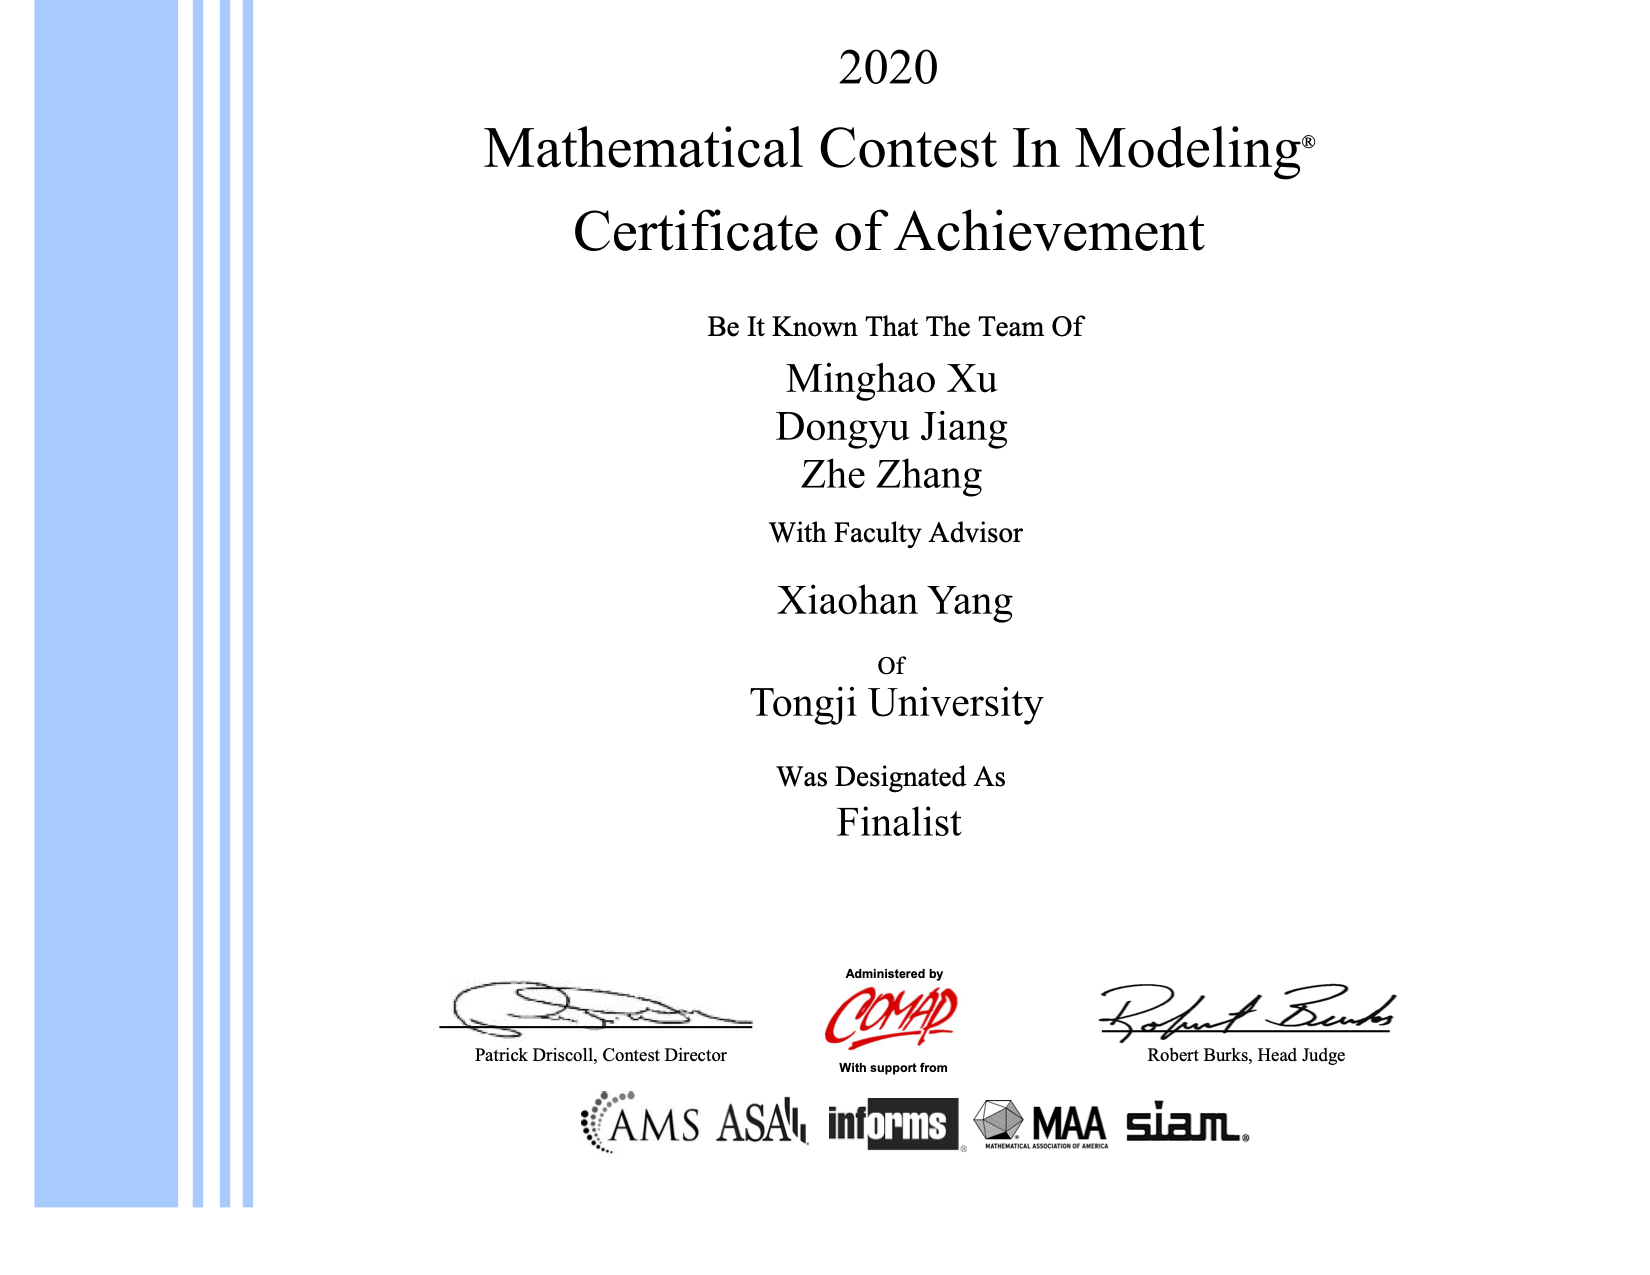 2020
Mathematical Contest In Modeling®
Certificate of Achievement
Be It Known That The Team Of
Minghao Xu
Dongyu Jiang
Zhe Zhang
With Faculty Advisor
Xiaohan Yang
Of
Tongji University
Was Designated As
Finalist
Administered by
COMAP
Robert Burks
Patrick Driscoll, Contest Director
With support from
Robert Burks, Head Judge
AMS ASA informs® MAA siam®
MATHEMATICAL ASSOCIATION OF AMERICA